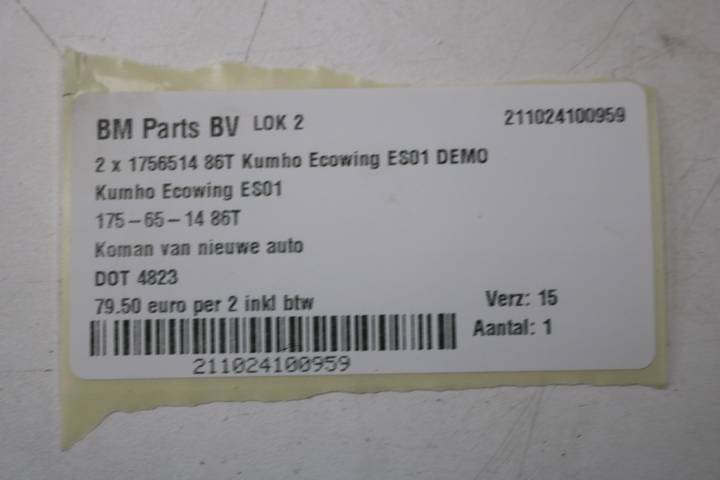 BM Parts BV LOK 2 211024100959
2 x 1756514 86T Kumho Ecowing ES01 DEMO
Kumho Ecowing ES01
175-65-14 86T
Koman van nieuwe auto
DOT 4823
79.50 euro per 2 inkl btw Verz: 15
Aantal: 1
211024100959